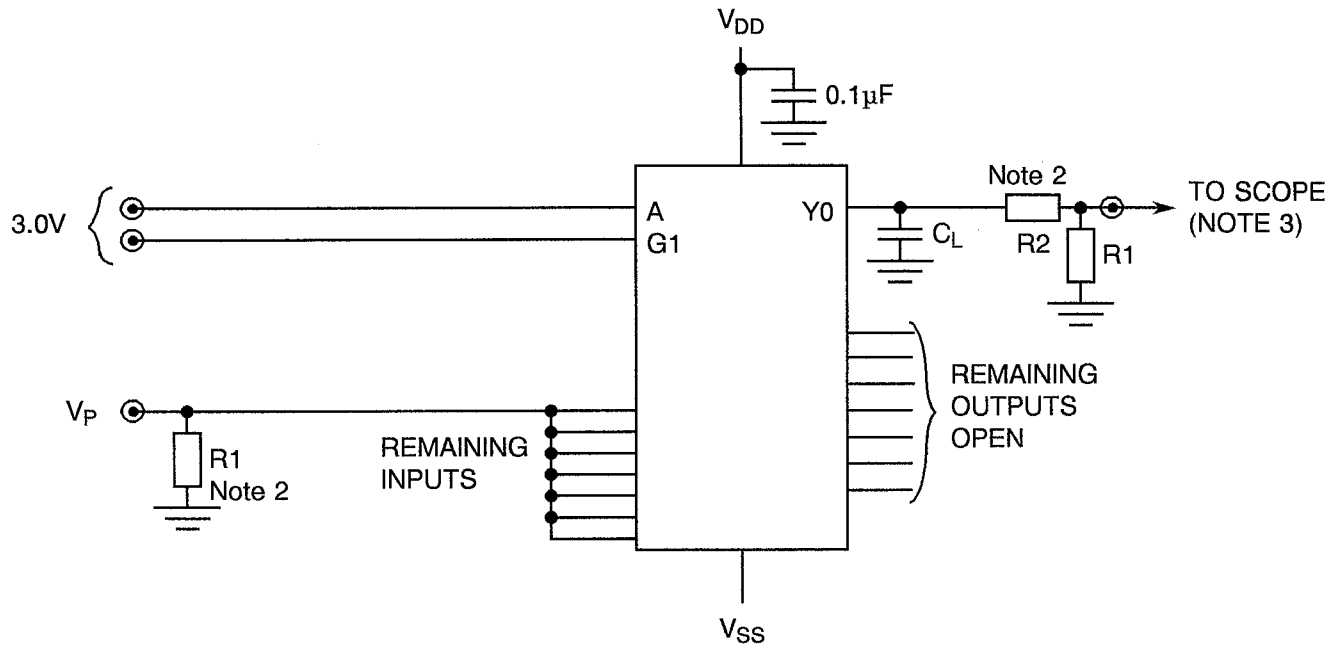 VDD
0.1µF
3.0V
A
G1
Y0
CL
Note 2
R2
R1
TO SCOPE
(NOTE 3)
VP
R1
Note 2
REMAINING
INPUTS
REMAINING
OUTPUTS
OPEN
VSS